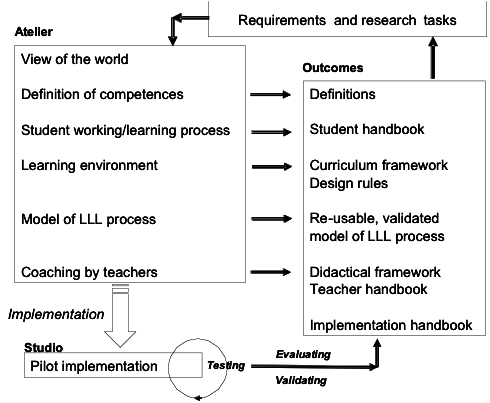 Requirements and research tasks
Atelier
View of the world
Definition of competences
Student working/learning process
Learning environment
Model of LLL process
Coaching by teachers
Outcomes
Definitions
Student handbook
Curriculum framework
Design rules
Re-usable, validated
model of LLL process
Didactical framework
Teacher handbook
Implementation handbook
Implementation
Studio
Pilot implementation
Testing
Evaluating
Validating